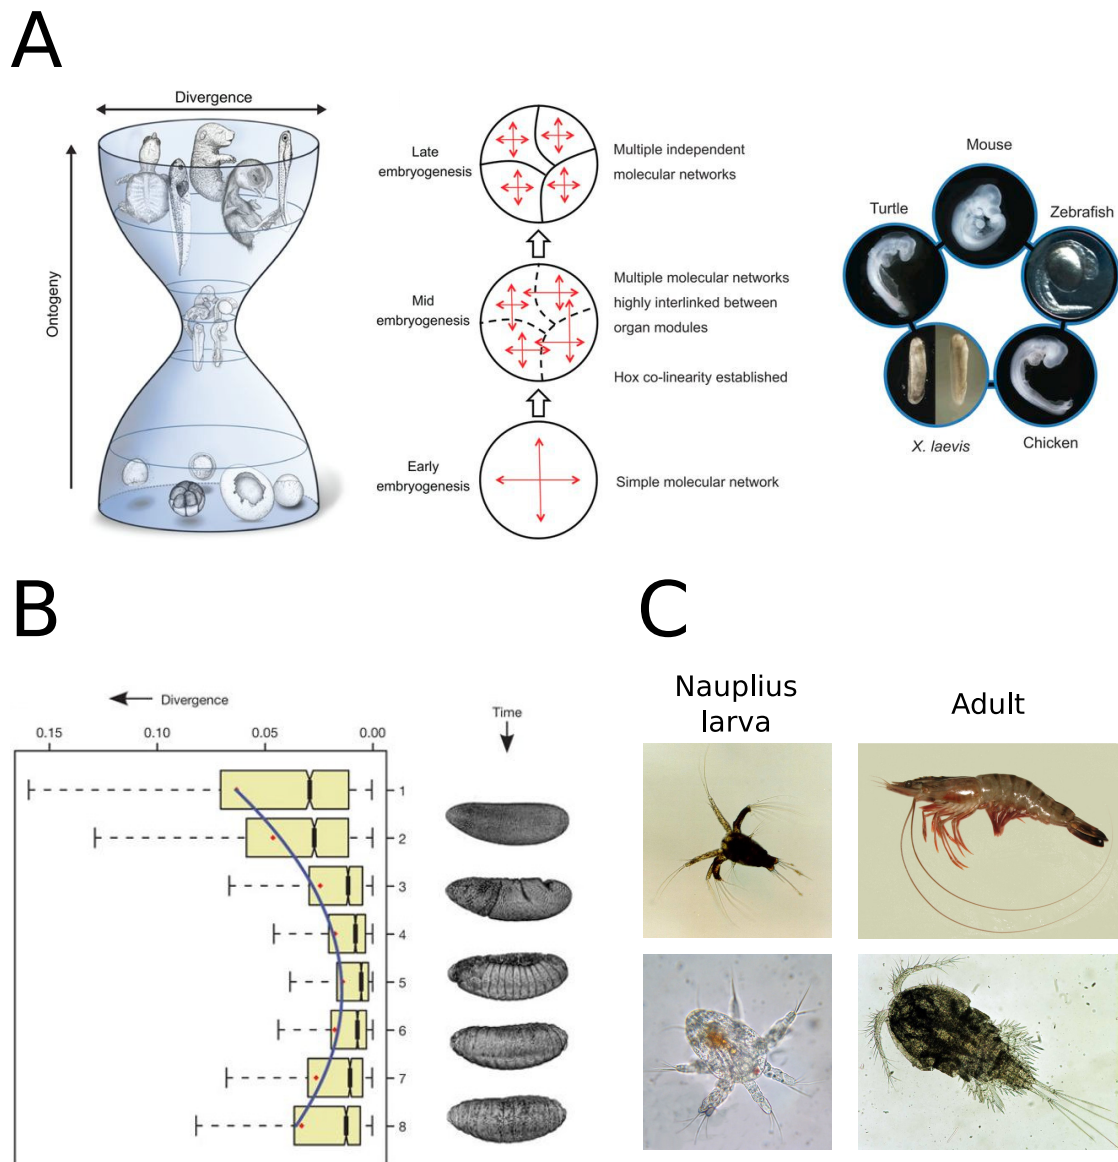 A
Divergence
Ontogeny
Late
embryogenesis
Multiple independent
molecular networks
Mid
embryogenesis
Multiple molecular networks
highly interlinked between
organ modules
Hox co-linearity established
Early
embryogenesis
Simple molecular network
Mouse
Turtle
Zebrafish
X. laevis
Chicken
B
Divergence
Time
0.15 0.10 0.05 0.00
1
2
3
4
5
6
7
8
C
Nauplius
larva
Adult